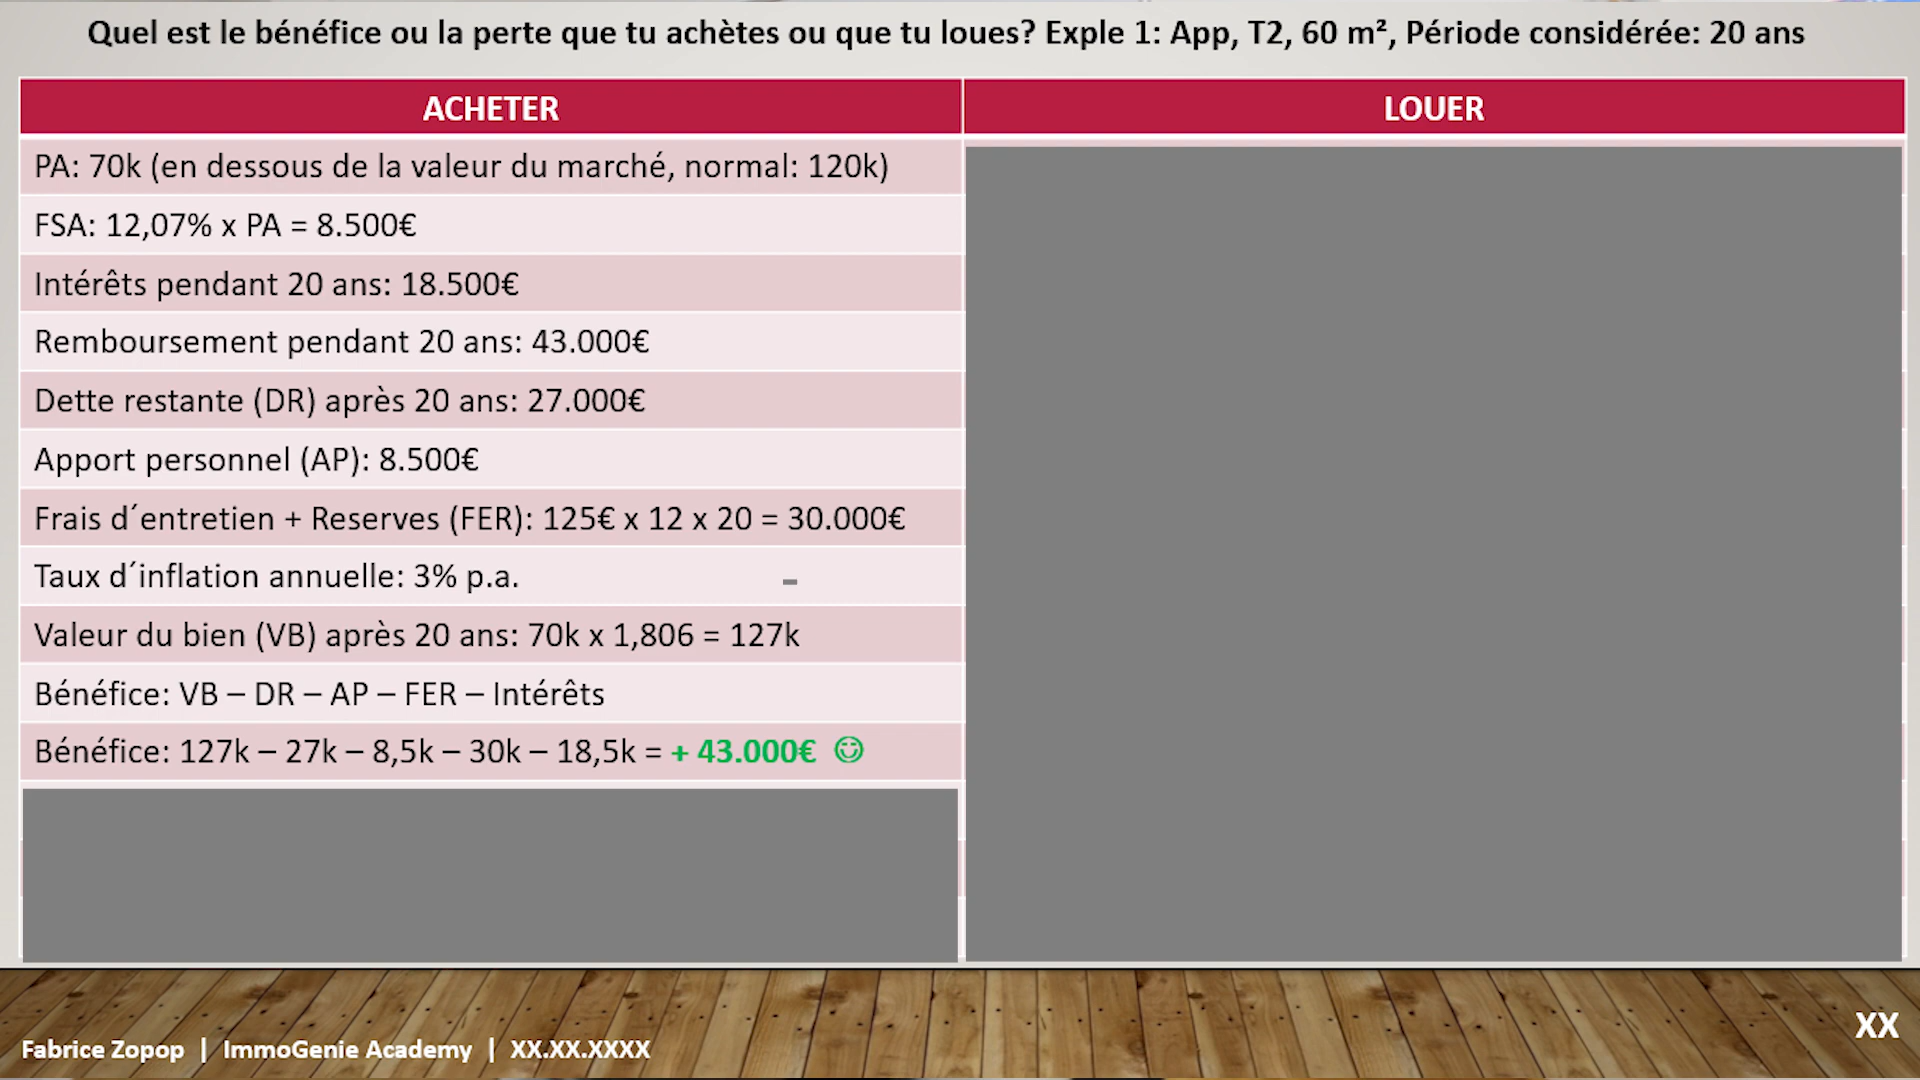 Quel est le bénéfice ou la perte que tu achètes ou que tu loues? Exple 1: App, T2, 60 m², Période considérée: 20 ans
ACHETER
LOUER
PA: 70k (en dessous de la valeur du marché, normal: 120k)
FSA: 12,07% x PA = 8.500€
Intérêts pendant 20 ans: 18.500€
Remboursement pendant 20 ans: 43.000€
Dette restante (DR) après 20 ans: 27.000€
Apport personnel (AP): 8.500€
Frais d´entretien + Reserves (FER): 125€ x 12 x 20 = 30.000€
Taux d´inflation annuelle: 3% p.a.
Valeur du bien (VB) après 20 ans: 70k x 1,806 = 127k
Bénéfice: VB – DR – AP – FER – Intérêts
Bénéfice: 127k – 27k – 8,5k – 30k – 18,5k = + 43.000€ ☺
Fabrice Zopop | ImmoGenie Academy | XX.XX.XXXX
XX